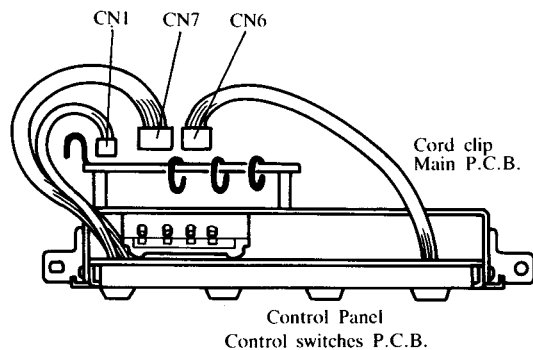 CN1
CN7
CN6
Cord clip
Main P.C.B.
Control Panel
Control switches P.C.B.